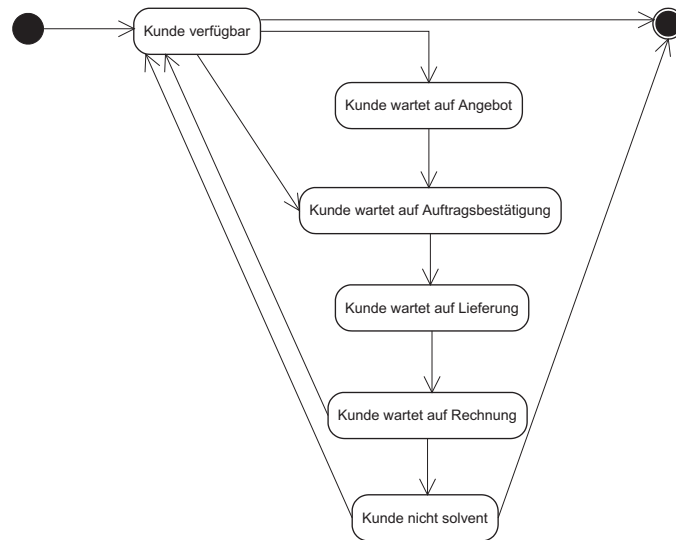 Kunde verfügbar
Kunde wartet auf Angebot
Kunde wartet auf Auftragsbestätigung
Kunde wartet auf Lieferung
Kunde wartet auf Rechnung
Kunde nicht solvent